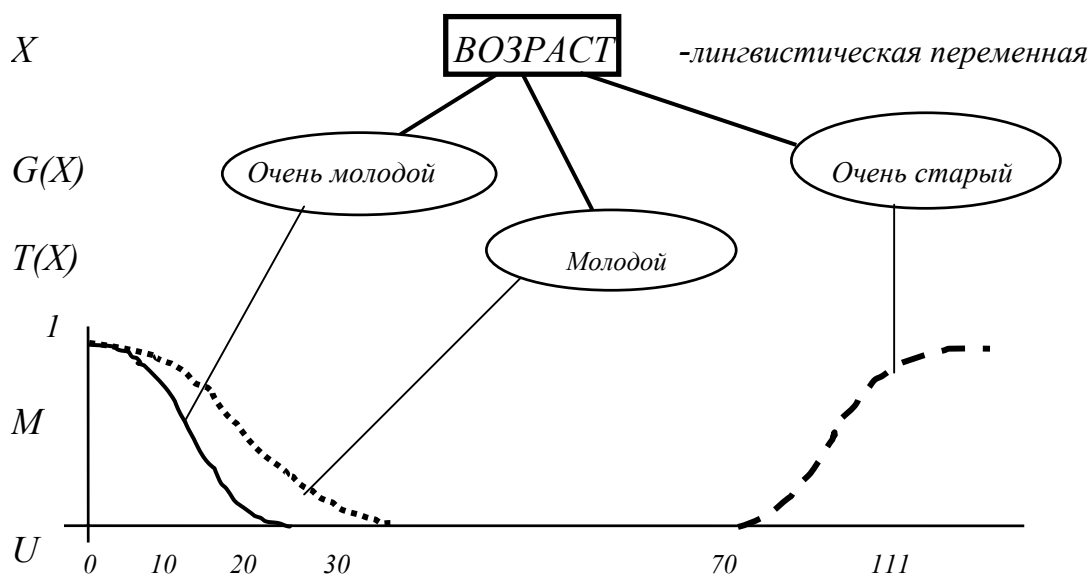 X ВОЗРАСТ -лингвистическая переменная
G(X) Очень молодой Очень старый
T(X) Молодой
1
M
U
0 10 20 30 70 111